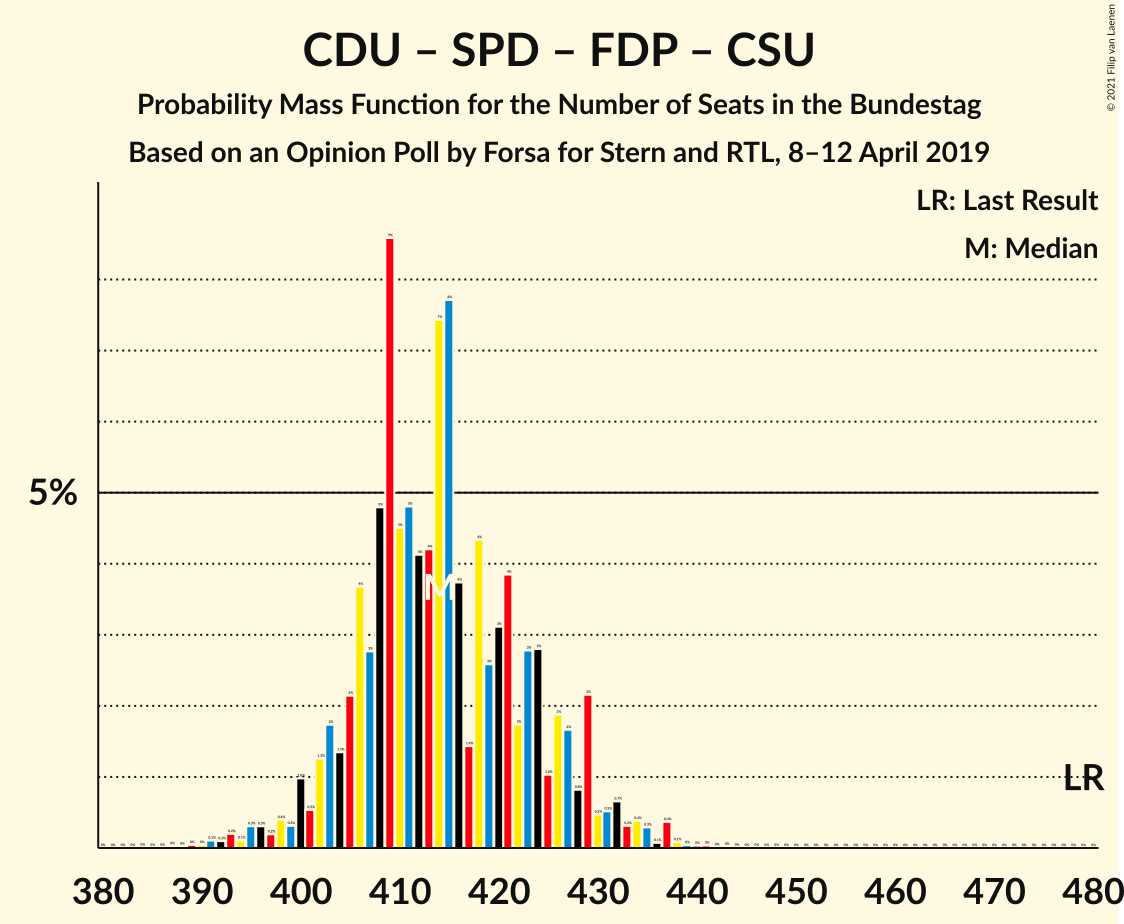 CDU – SPD – FDP – CSU
Probability Mass Function for the Number of Seats in the Bundestag
Based on an Opinion Poll by Forsa for Stern and RTL, 8–12 April 2019
© 2021 Filip van Laenen
LR: Last Result
M: Median
5%
M
LR
380 390 400 410 420 430 440 450 460 470 480